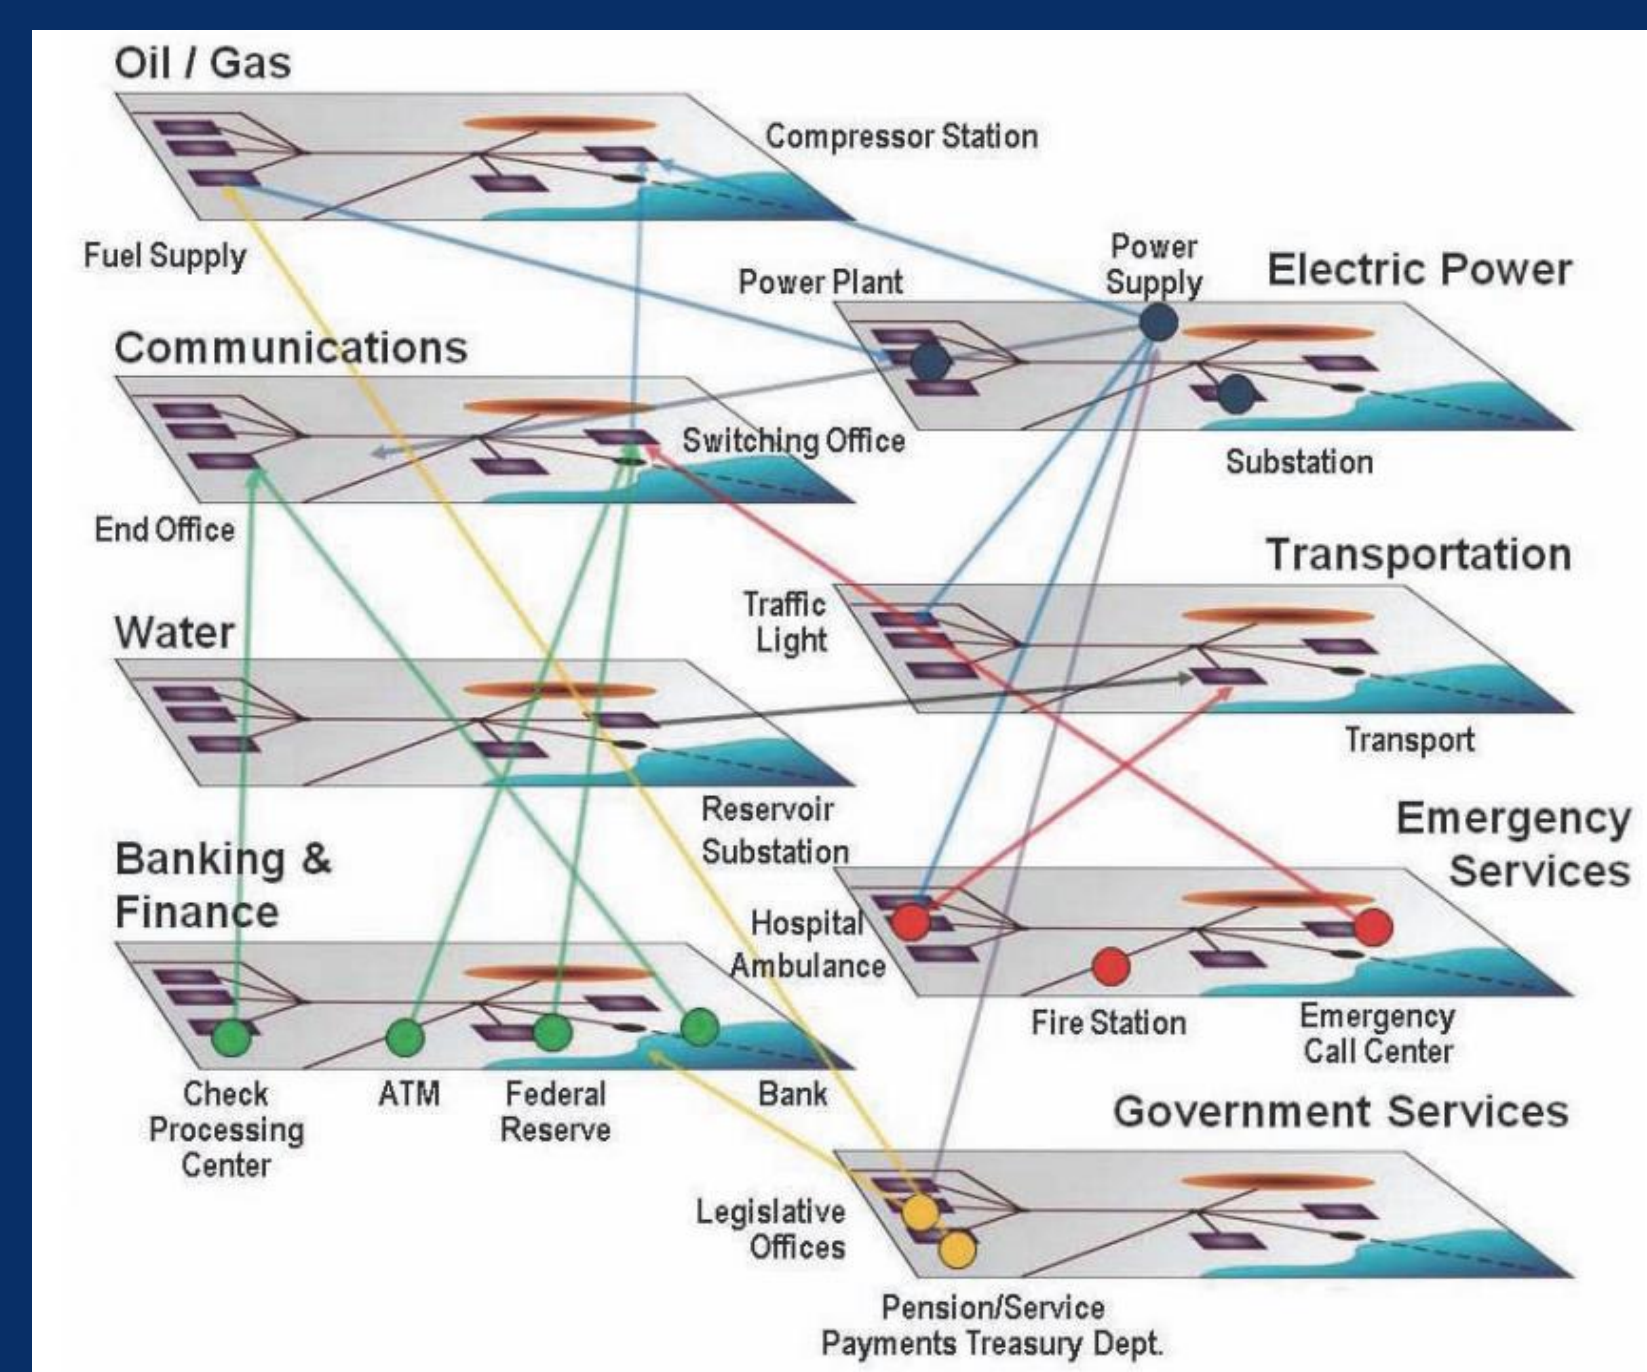 Oil / Gas
Compressor Station
Fuel Supply
Power Plant
Power
Supply
Electric Power
Substation
Communications
Switching Office
End Office
Transportation
Traffic
Light
Transport
Water
Reservoir
Substation
Emergency
Services
Hospital
Ambulance
Fire Station
Emergency
Call Center
Banking &
Finance
Check
Processing
Center
ATM
Federal
Reserve
Bank
Government Services
Legislative
Offices
Pension/Service
Payments Treasury Dept.